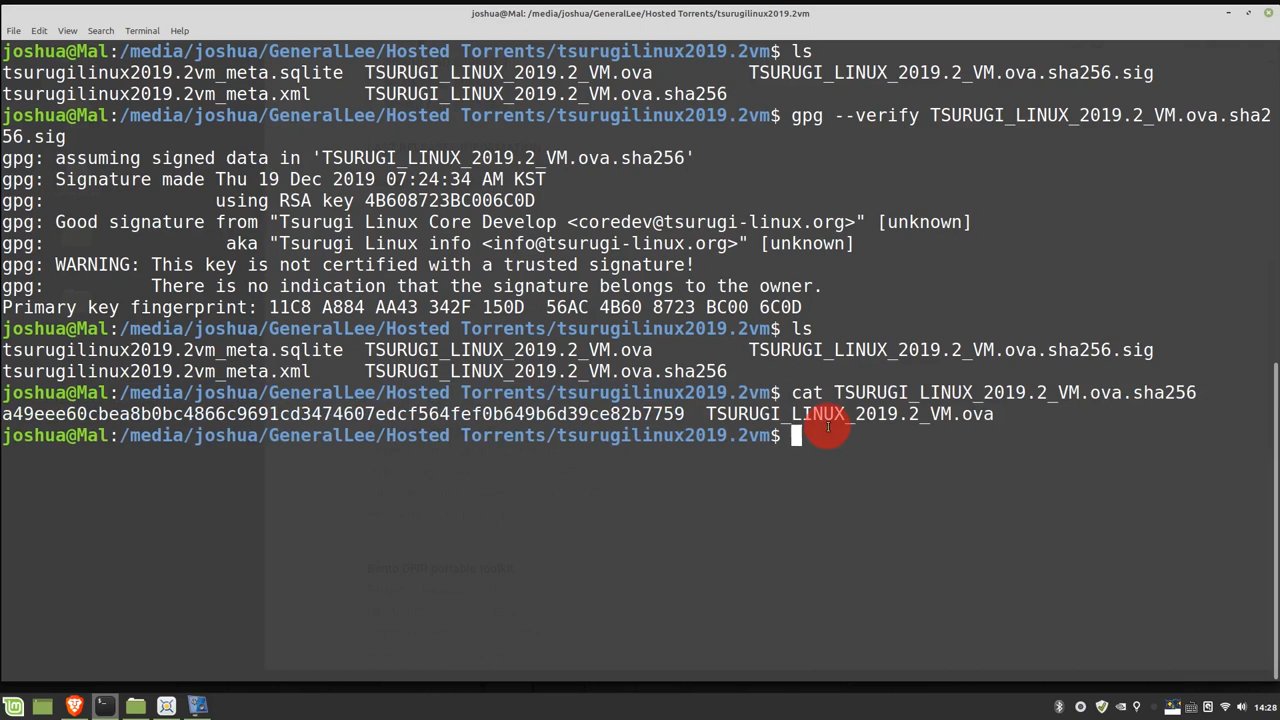 joshua@Mal: /media/joshua/GeneralLee/Hosted Torrents/tsurugilinux2019.2vm
File Edit View Search Terminal Help
joshua@Mal:/media/joshua/GeneralLee/Hosted Torrents/tsurugilinux2019.2vm$ ls
tsurugilinux2019.2vm_meta.sqlite  TSURUGI_LINUX_2019.2_VM.ova         TSURUGI_LINUX_2019.2_VM.ova.sha256.sig
tsurugilinux2019.2vm_meta.xml     TSURUGI_LINUX_2019.2_VM.ova.sha256
joshua@Mal:/media/joshua/GeneralLee/Hosted Torrents/tsurugilinux2019.2vm$ gpg --verify TSURUGI_LINUX_2019.2_VM.ova.sha2
56.sig
gpg: assuming signed data in 'TSURUGI_LINUX_2019.2_VM.ova.sha256'
gpg: Signature made Thu 19 Dec 2019 07:24:34 AM KST
gpg:                using RSA key 4B608723BC006C0D
gpg: Good signature from "Tsurugi Linux Core Develop <coredev@tsurugi-linux.org>" [unknown]
gpg:                 aka "Tsurugi Linux info <info@tsurugi-linux.org>" [unknown]
gpg: WARNING: This key is not certified with a trusted signature!
gpg:          There is no indication that the signature belongs to the owner.
Primary key fingerprint: 11C8 A884 AA43 342F 150D  56AC 4B60 8723 BC00 6C0D
joshua@Mal:/media/joshua/GeneralLee/Hosted Torrents/tsurugilinux2019.2vm$ ls
tsurugilinux2019.2vm_meta.sqlite  TSURUGI_LINUX_2019.2_VM.ova         TSURUGI_LINUX_2019.2_VM.ova.sha256.sig
tsurugilinux2019.2vm_meta.xml     TSURUGI_LINUX_2019.2_VM.ova.sha256
joshua@Mal:/media/joshua/GeneralLee/Hosted Torrents/tsurugilinux2019.2vm$ cat TSURUGI_LINUX_2019.2_VM.ova.sha256
a49eee60cbea8b0bc4866c9691cd3474607edcf564fef0b649b6d39ce82b7759  TSURUGI_LINUX_2019.2_VM.ova
joshua@Mal:/media/joshua/GeneralLee/Hosted Torrents/tsurugilinux2019.2vm$
14:28